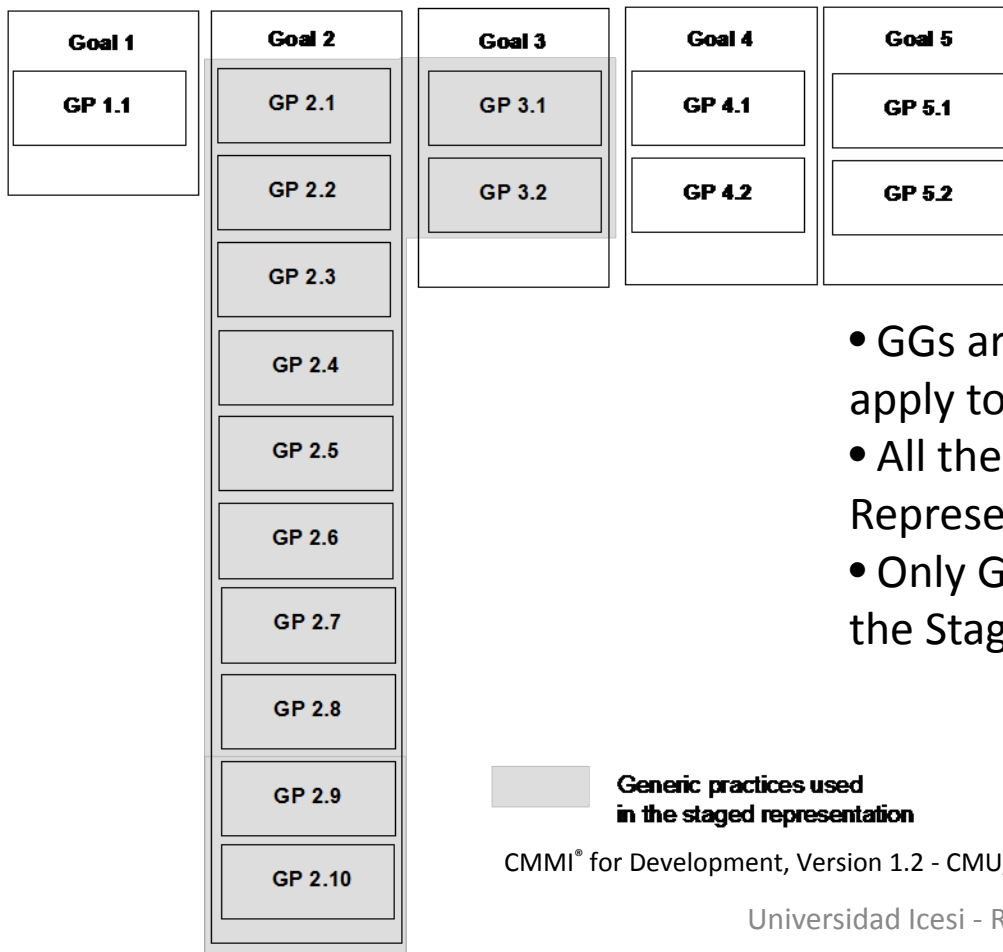 Goal 1
GP 1.1
Goal 2
GP 2.1
GP 2.2
GP 2.3
GP 2.4
GP 2.5
GP 2.6
GP 2.7
GP 2.8
GP 2.9
GP 2.10
Goal 3
GP 3.1
GP 3.2
Goal 4
GP 4.1
GP 4.2
Goal 5
GP 5.1
GP 5.2
• GGs
apply to
• All the
• Only
the
Generic practices used
in the staged representation
CMMI® for Development, Version 1.2 - CMU,
Universidad Icesi -